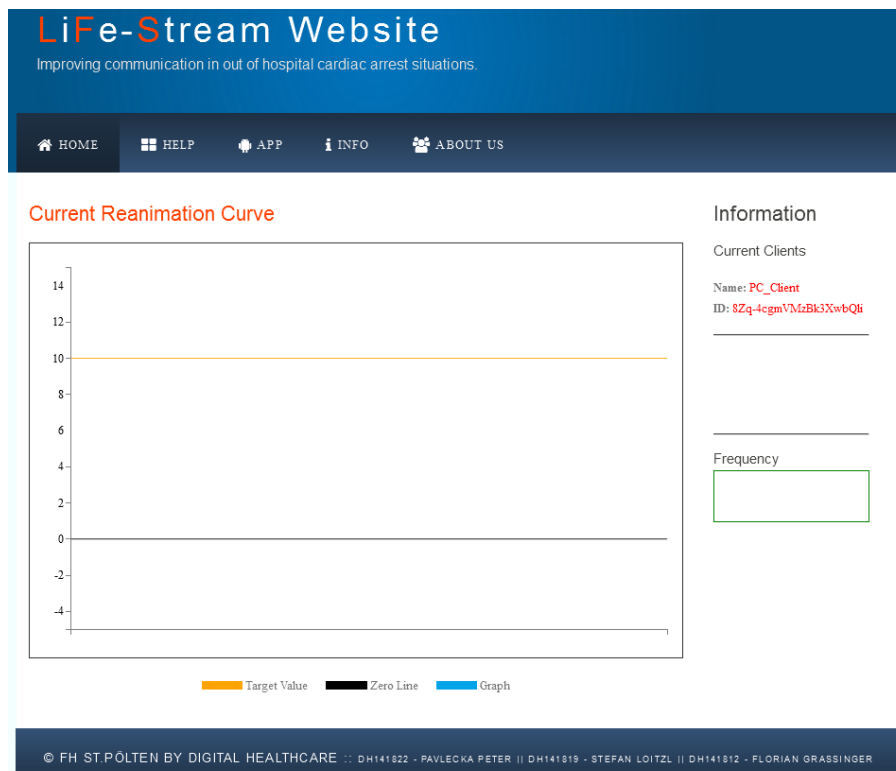 LiFe-Stream Website
Improving communication in out of hospital cardiac arrest situations.
HOME HELP APP INFO ABOUT US
Current Reanimation Curve
14
12
10
8
6
4
2
0
-2
-4
Target Value Zero Line Graph
Information
Current Clients
Name: PC_Client
ID: 8Zq-4cgmVMzBk3XwbQli
Frequency
© FH ST.PÖLTEN BY DIGITAL HEALTHCARE :: DH141822 - PAVLECKA PETER || DH141819 - STEFAN LOITZL || DH141812 - FLORIAN GRASSINGER